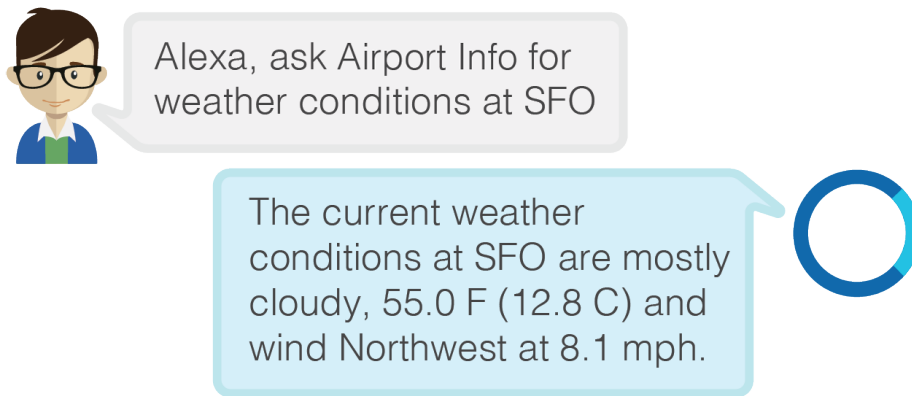 Alexa, ask Airport Info for
weather conditions at SFO
The current weather
conditions at SFO are mostly
cloudy, 55.0 F (12.8 C) and
wind Northwest at 8.1 mph.